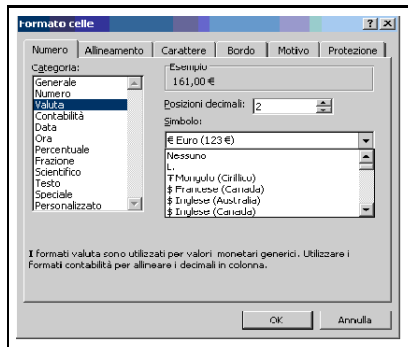 Formato celle
Numero Allineamento Carattere Bordo Motivo Protezione
Categoria:
Generale
Numero
Valuta
Contabilità
Data
Ora
Percentuale
Frazione
Scientifico
Testo
Speciale
Personalizzato
Esempio
161,00 €
Posizioni decimali: 2
Simbolo:
€ Euro (123 €)
Nessuno
L.
₮ Mongolo (Cirillico)
$ Francese (Canada)
$ Inglese (Australia)
$ Inglese (Canada)
I formati valuta sono utilizzati per valori monetari generici. Utilizzare i
formati contabilità per allineare i decimali in colonna.
OK Annulla